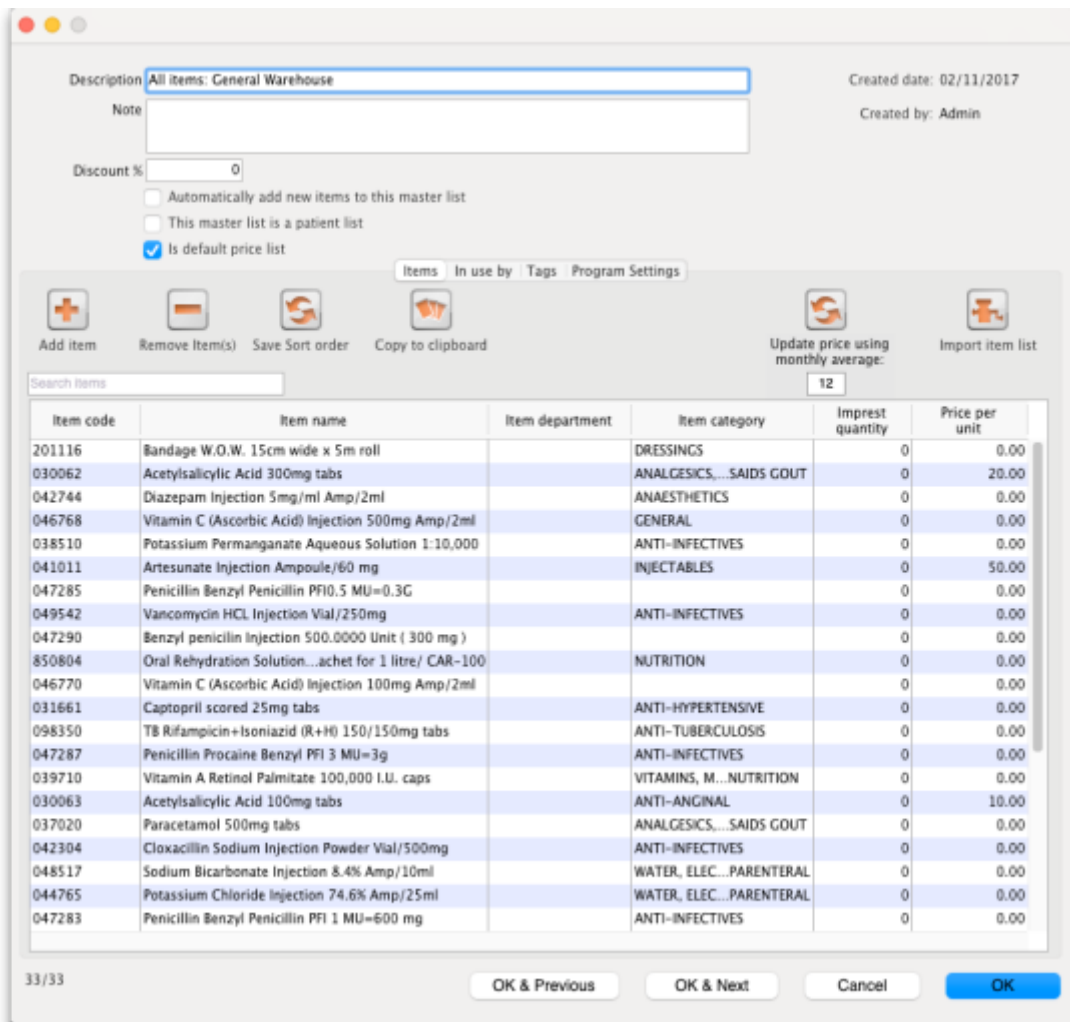 Description All items: General Warehouse Created date: 02/11/2017
Note Created by: Admin
Discount % 0
Automatically add new items to this master list
This master list is a patient list
Is default price list
Items In use by Tags Program Settings
Add item Remove Item(s) Save Sort order Copy to clipboard Update price using monthly average: Import item list
Search items 12
Item code Item name Item department Item category Imprest quantity Price per unit
201116 Bandage W.O.W. 15cm wide x 5m roll DRESSINGS 0 0.00
030062 Acetylsalicylic Acid 300mg tabs ANALGESICS,...SAIDS GOUT 0 20.00
042744 Diazepam Injection 5mg/ml Amp/2ml ANAESTHETICS 0 0.00
046768 Vitamin C (Ascorbic Acid) Injection 500mg Amp/2ml GENERAL 0 0.00
038510 Potassium Permanganate Aqueous Solution 1:10,000 ANTI-INFECTIVES 0 0.00
041011 Artesunate Injection Ampoule/60 mg INJECTABLES 0 50.00
047285 Penicillin Benzyl Penicillin PFI0.5 MU=0.3G 0 0.00
049542 Vancomycin HCL Injection Vial/250mg ANTI-INFECTIVES 0 0.00
047290 Benzyl penicilin Injection 500.0000 Unit ( 300 mg ) 0 0.00
850804 Oral Rehydration Solution...achet for 1 litre/ CAR-100 NUTRITION 0 0.00
046770 Vitamin C (Ascorbic Acid) Injection 100mg Amp/2ml 0 0.00
031661 Captopril scored 25mg tabs ANTI-HYPERTENSIVE 0 0.00
098350 TB Rifampicin+Isoniazid (R+H) 150/150mg tabs ANTI-TUBERCULOSIS 0 0.00
047287 Penicillin Procaine Benzyl PFI 3 MU=3g ANTI-INFECTIVES 0 0.00
039710 Vitamin A Retinol Palmitate 100,000 I.U. caps VITAMINS, M...NUTRITION 0 0.00
030063 Acetylsalicylic Acid 100mg tabs ANTI-ANGINAL 0 10.00
037020 Paracetamol 500mg tabs ANALGESICS,...SAIDS GOUT 0 0.00
042304 Cloxacillin Sodium Injection Powder Vial/500mg ANTI-INFECTIVES 0 0.00
048517 Sodium Bicarbonate Injection 8.4% Amp/10ml WATER, ELEC...PARENTERAL 0 0.00
044765 Potassium Chloride Injection 74.6% Amp/25ml WATER, ELEC...PARENTERAL 0 0.00
047283 Penicillin Benzyl Penicillin PFI 1 MU=600 mg ANTI-INFECTIVES 0 0.00
33/33 OK & Previous OK & Next Cancel OK